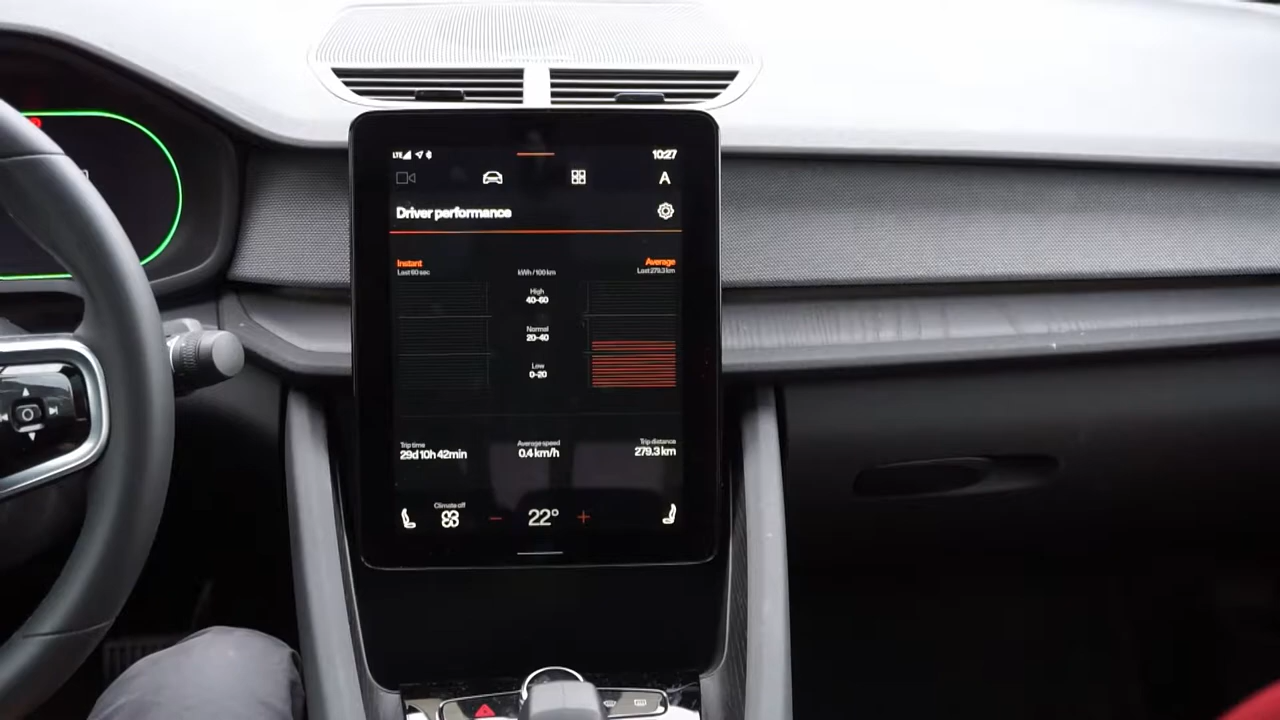 LTE 10:27
A
Driver performance
Instant Average
Last 60 sec kWh/100 km Last 279.3 km
High
40-60
Normal
20-40
Low
0-20
Trip time Average speed Trip distance
29d 10h 42min 0.4 km/h 279.3 km
Climate off
22°